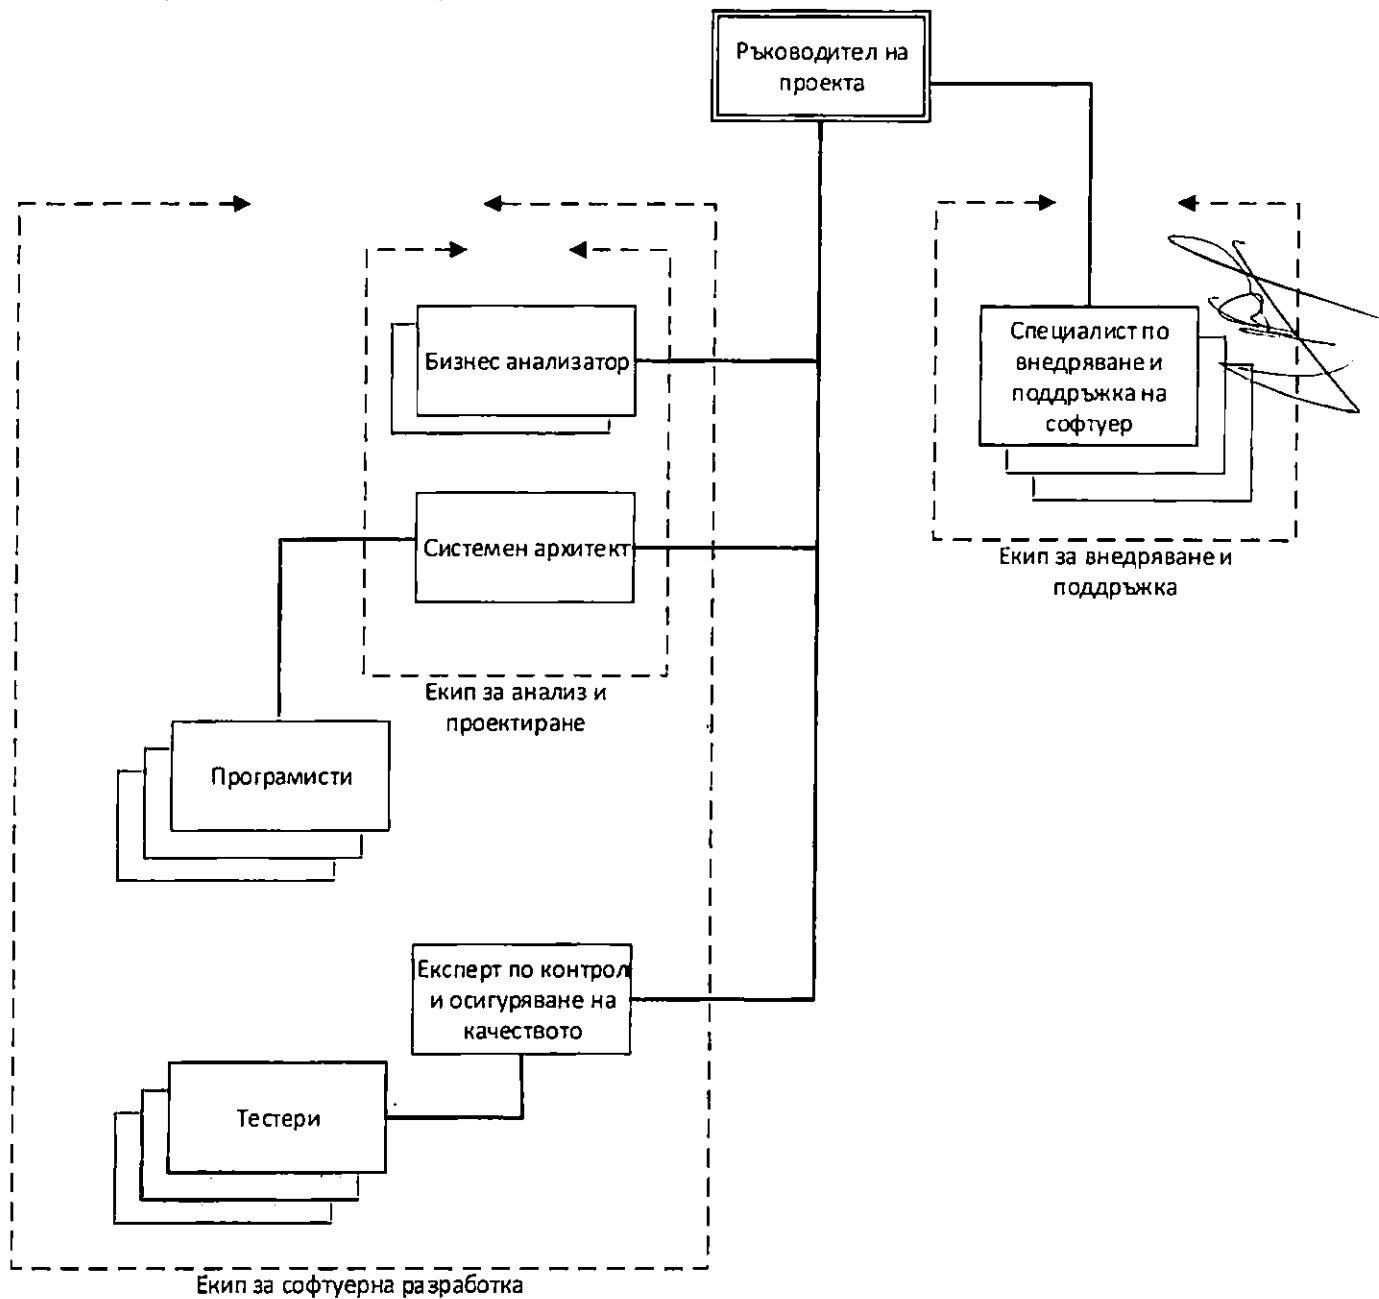 Ръководител на
проекта
Бизнес анализатор
Специалист по
внедряване и
поддръжка на
софтуер
Системен архитект
Екип за внедряване и
поддръжка
Екип за анализ и
проектиране
Програмисти
Експерт по контрол
и осигуряване на
качеството
Тестери
Екип за софтуерна разработка